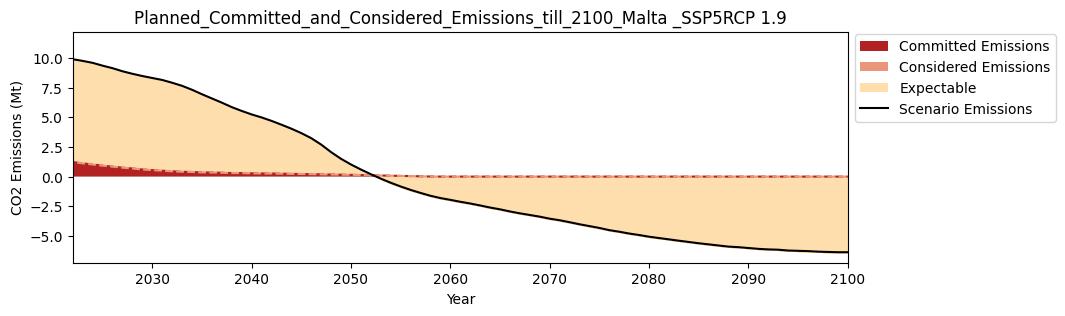 Planned_Committed_and_Considered_Emissions_till_2100_Malta _SSP5RCP 1.9
CO2 Emissions (Mt)
10.0
7.5
5.0
2.5
0.0
−2.5
−5.0
2030 2040 2050 2060 2070 2080 2090 2100
Year
Committed Emissions
Considered Emissions
Expectable
Scenario Emissions